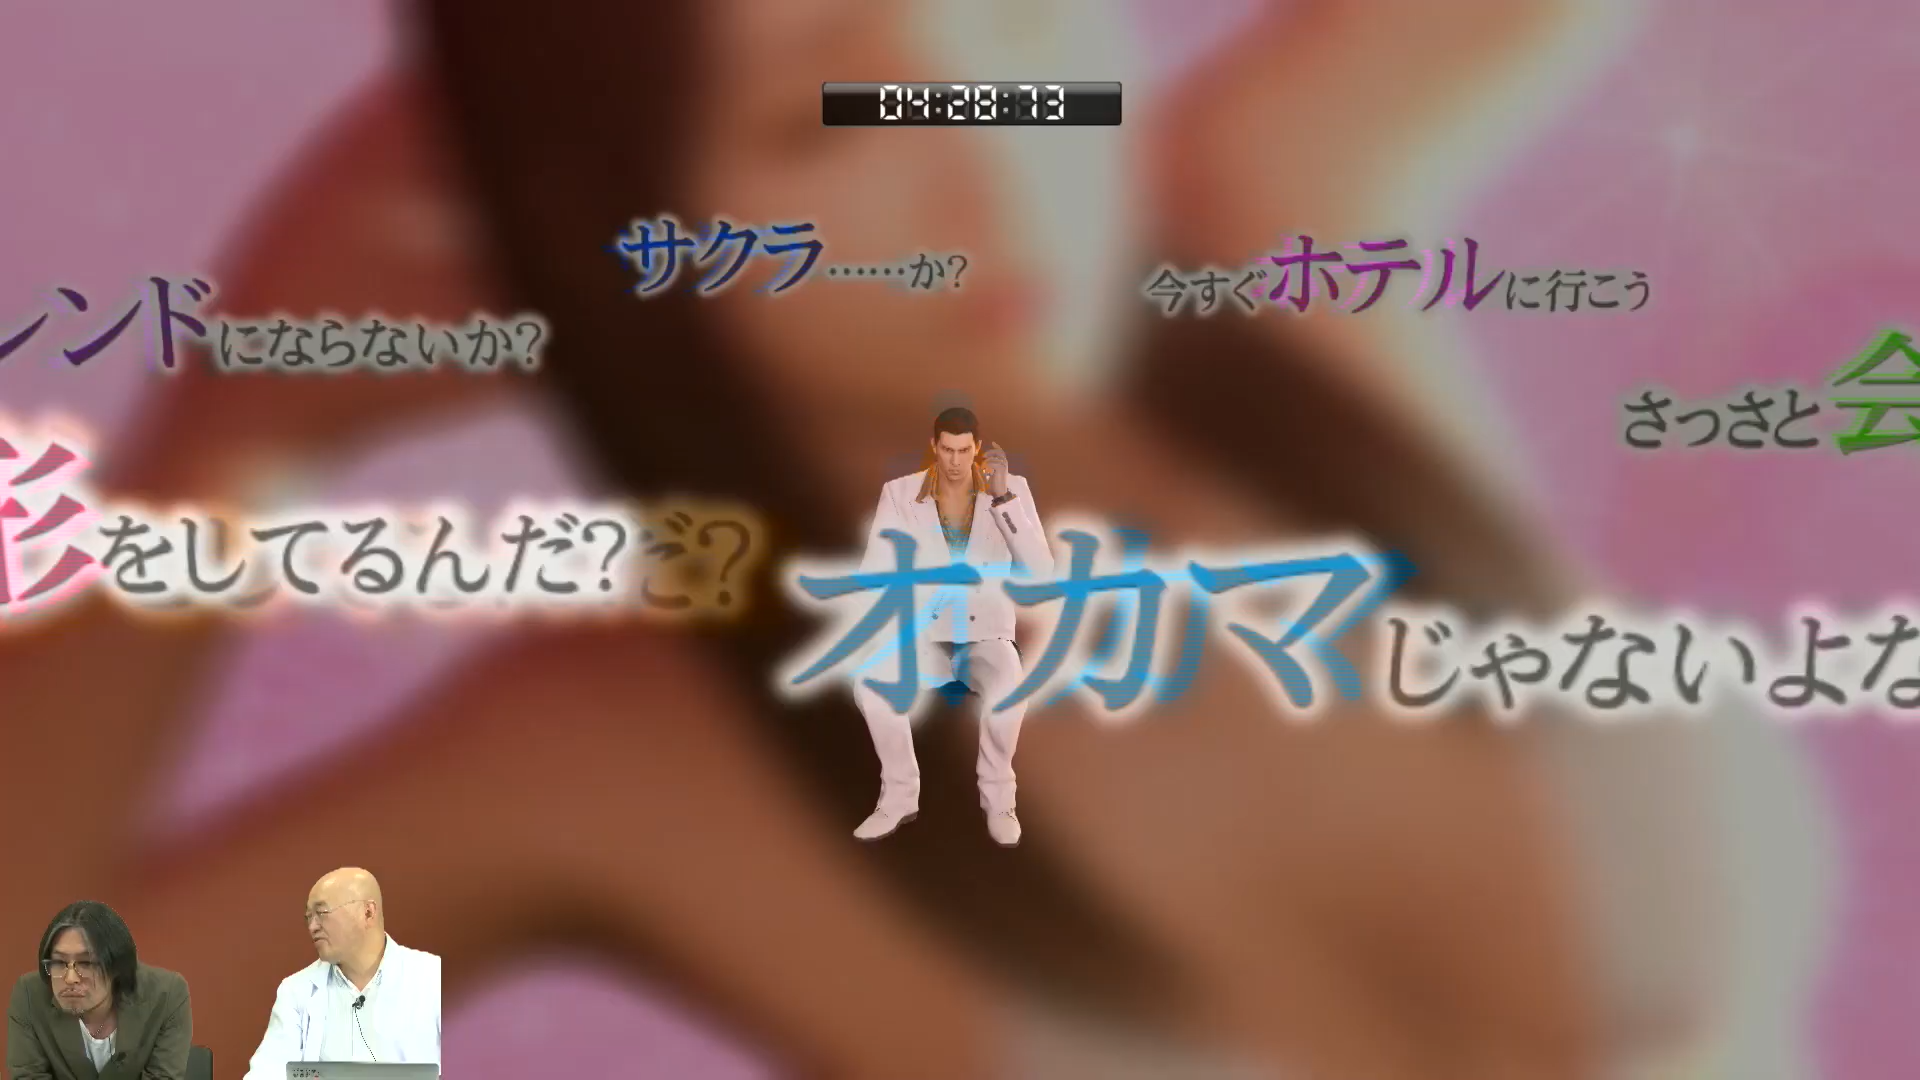 04:28:73
サクラ……か?
今すぐホテルに行こう
レンドにならないか?
さっさと会
形をしてるんだ?
オカマじゃないよな